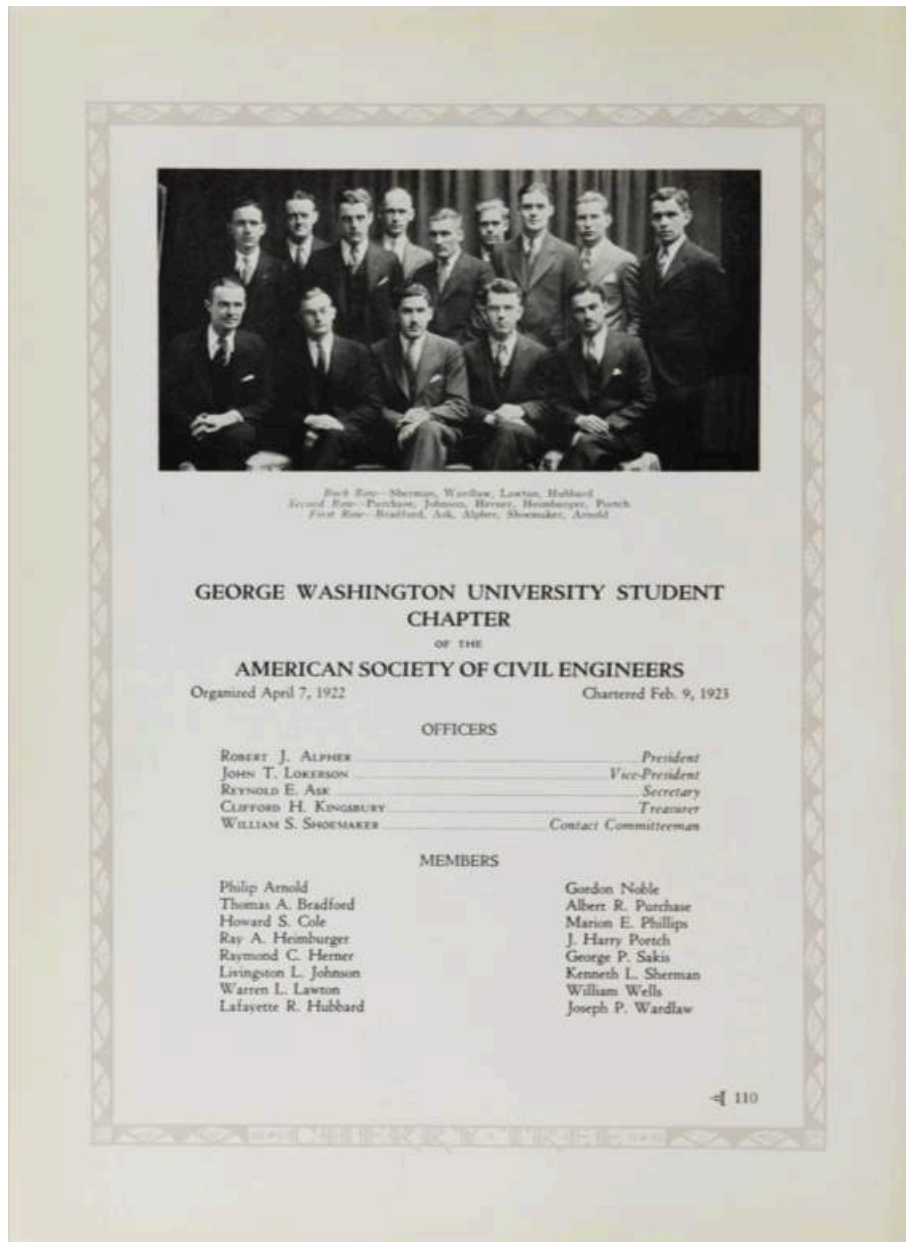 Back Row—Sherman, Wardlaw, Lawton, Hubbard
Second Row—Purchase, Johnson, Herner, Heimburger, Portch
First Row—Bradford, Ask, Alpher, Shoemaker, Arnold
GEORGE WASHINGTON UNIVERSITY STUDENT
CHAPTER
OF THE
AMERICAN SOCIETY OF CIVIL ENGINEERS
Organized April 7, 1922 Chartered Feb. 9, 1923
OFFICERS
ROBERT J. ALPHER President
JOHN T. LOKERSON Vice-President
REYNOLD E. ASK Secretary
CLIFFORD H. KINGSBURY Treasurer
WILLIAM S. SHOEMAKER Contact Committeeman
MEMBERS
Philip Arnold
Thomas A. Bradford
Howard S. Cole
Ray A. Heimburger
Raymond C. Herner
Livingston L. Johnson
Warren L. Lawton
Lafayette R. Hubbard
Gordon Noble
Albert R. Purchase
Marion E. Phillips
J. Harry Portch
George P. Sakis
Kenneth L. Sherman
William Wells
Joseph P. Wardlaw
110
CHERRY TREE